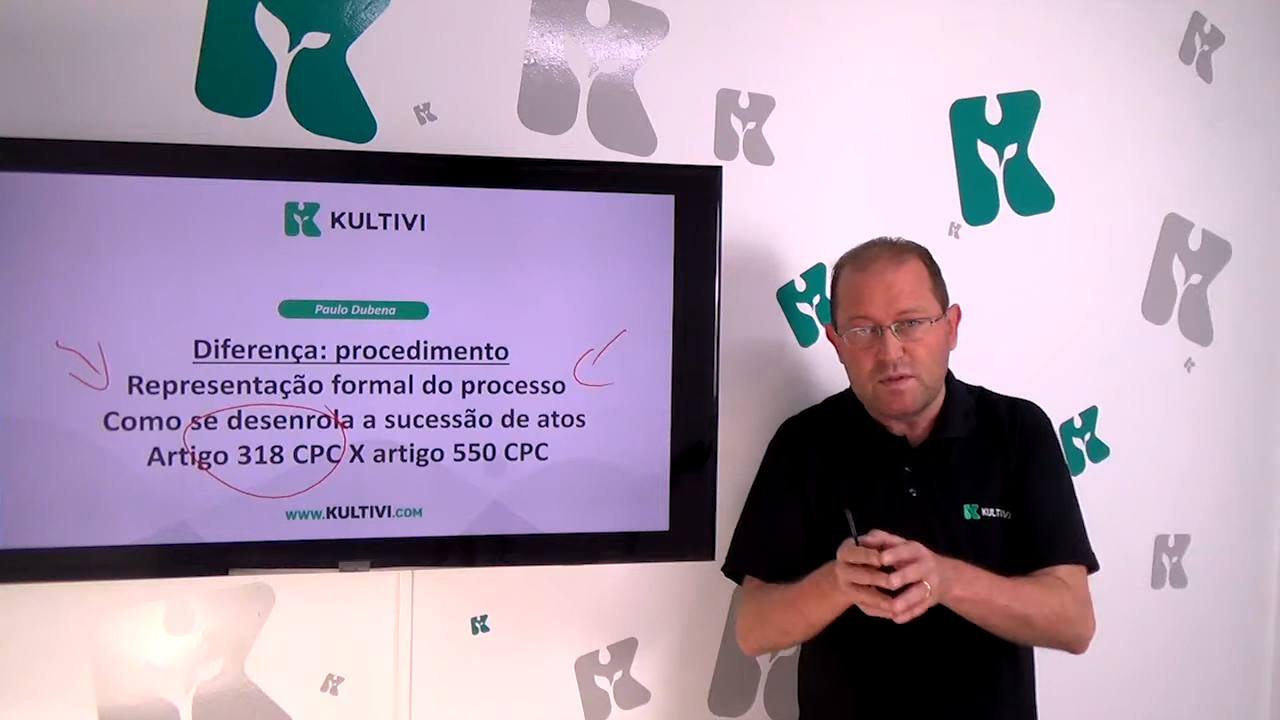 KULTIVI
Paulo Dubena
Diferença: procedimento
Representação formal do processo
Como se desenrola a sucessão de atos
Artigo 318 CPC X artigo 550 CPC
www.KULTIVI.COM
KULTIVI